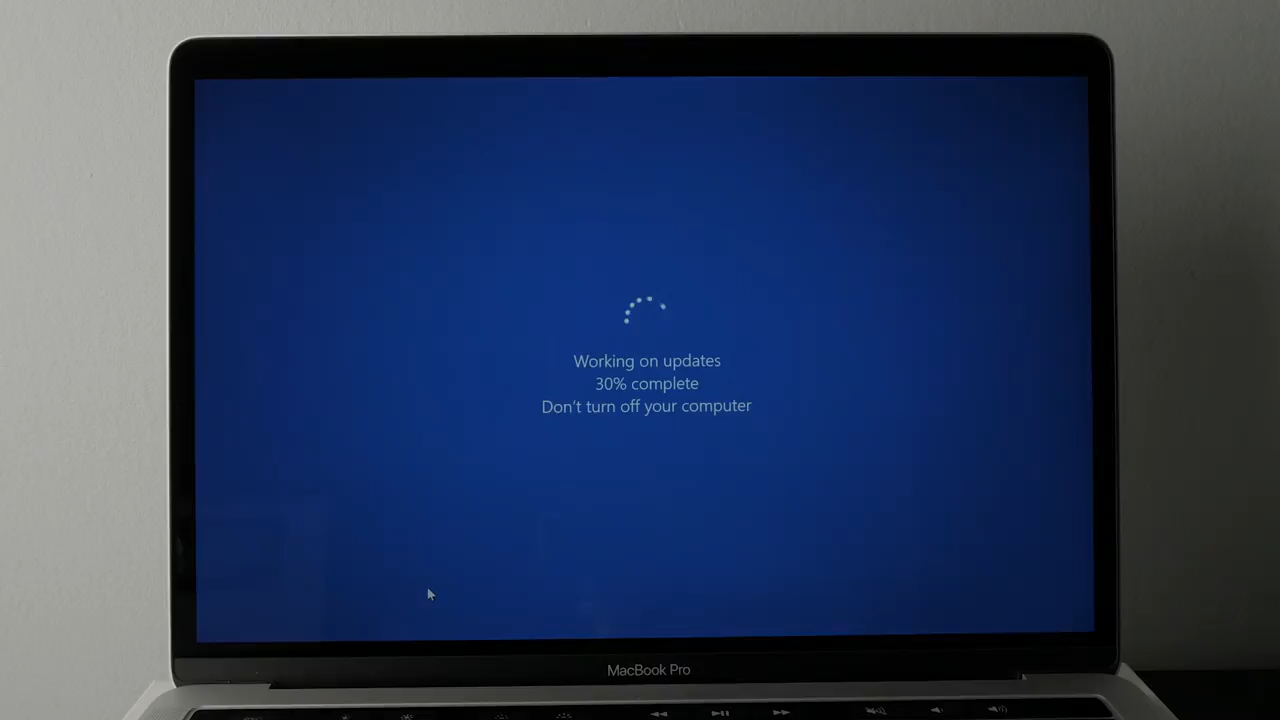 Working on updates
30% complete
Don't turn off your computer
MacBook Pro